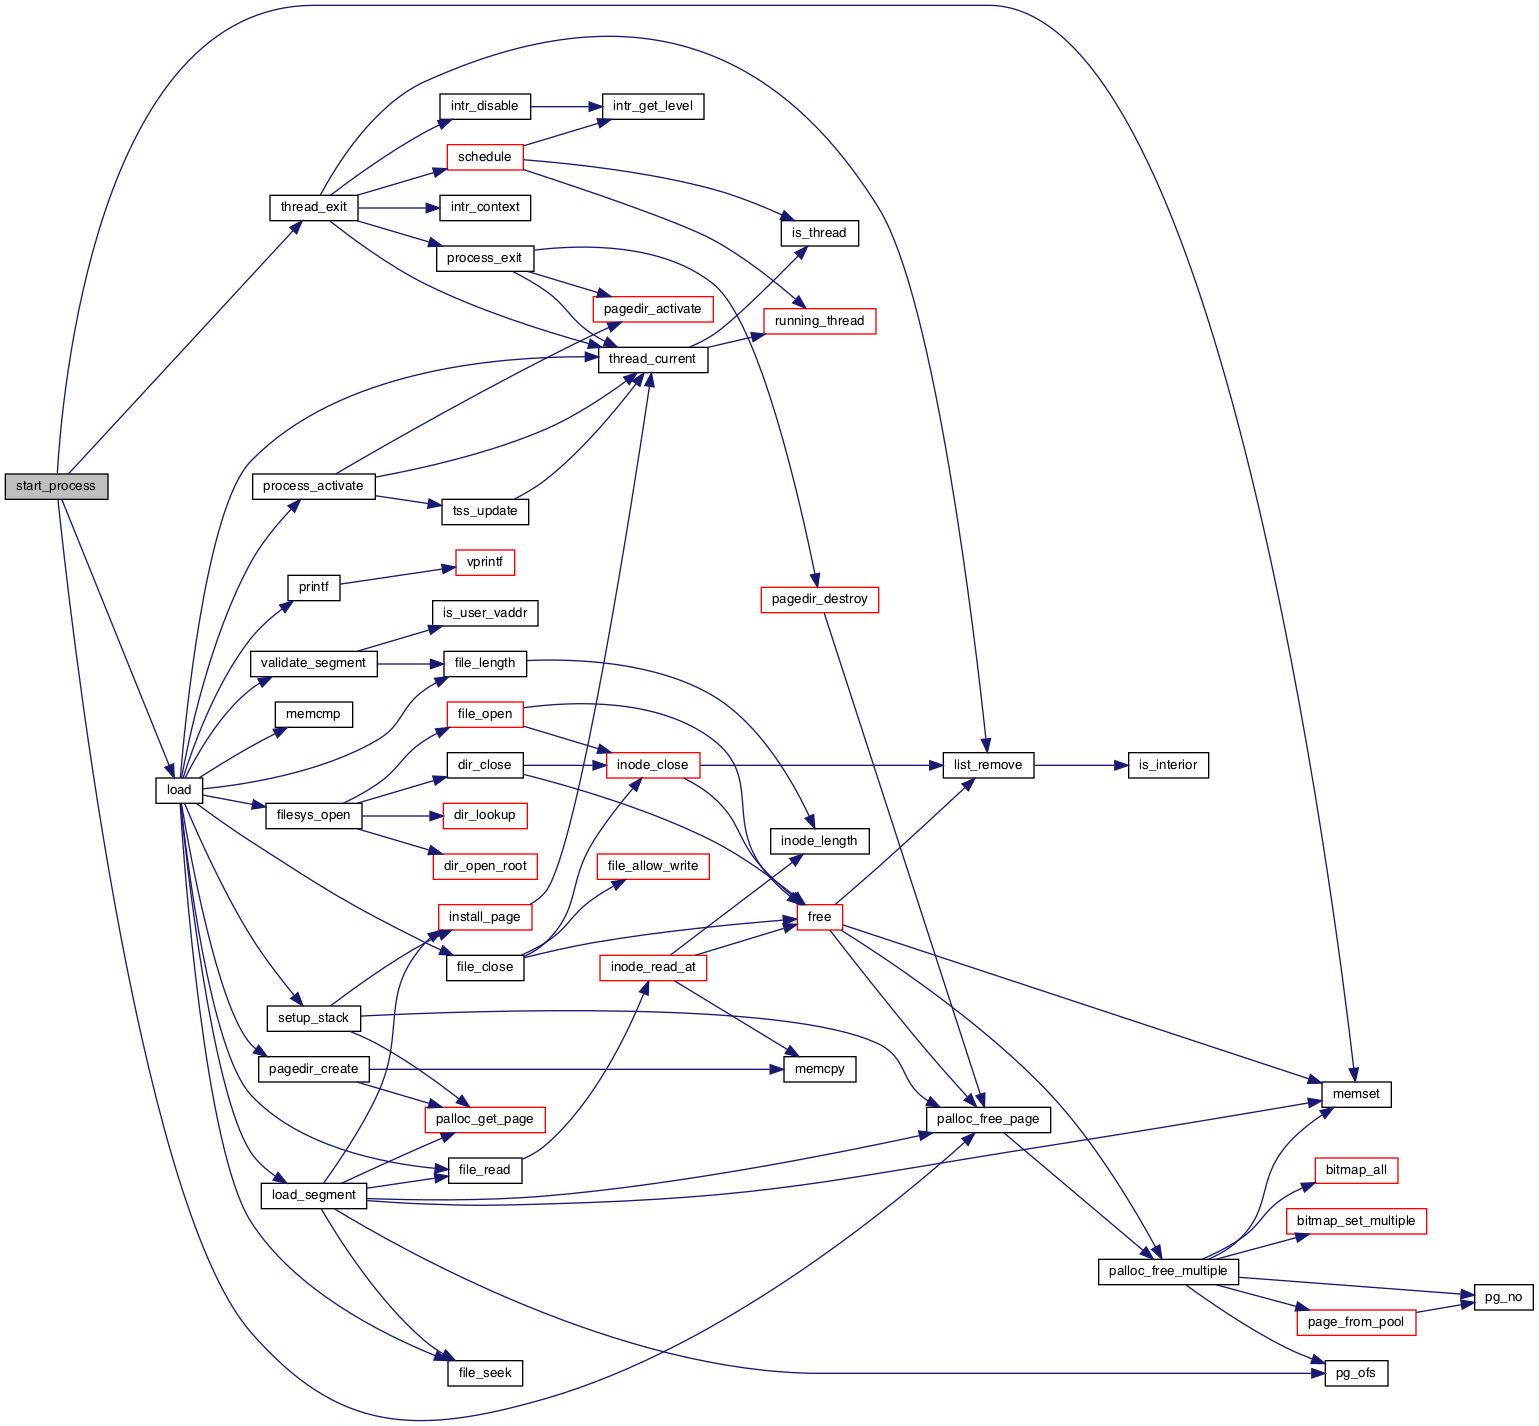 intr_disable
intr_get_level
schedule
thread_exit
intr_context
is_thread
process_exit
pagedir_activate
running_thread
thread_current
start_process
process_activate
tss_update
vprintf
printf
pagedir_destroy
is_user_vaddr
validate_segment
file_length
memcmp
file_open
dir_close
inode_close
list_remove
is_interior
load
filesys_open
dir_lookup
inode_length
dir_open_root
file_allow_write
install_page
free
file_close
inode_read_at
setup_stack
pagedir_create
memcpy
memset
palloc_get_page
palloc_free_page
file_read
bitmap_all
load_segment
bitmap_set_multiple
palloc_free_multiple
pg_no
page_from_pool
file_seek
pg_ofs